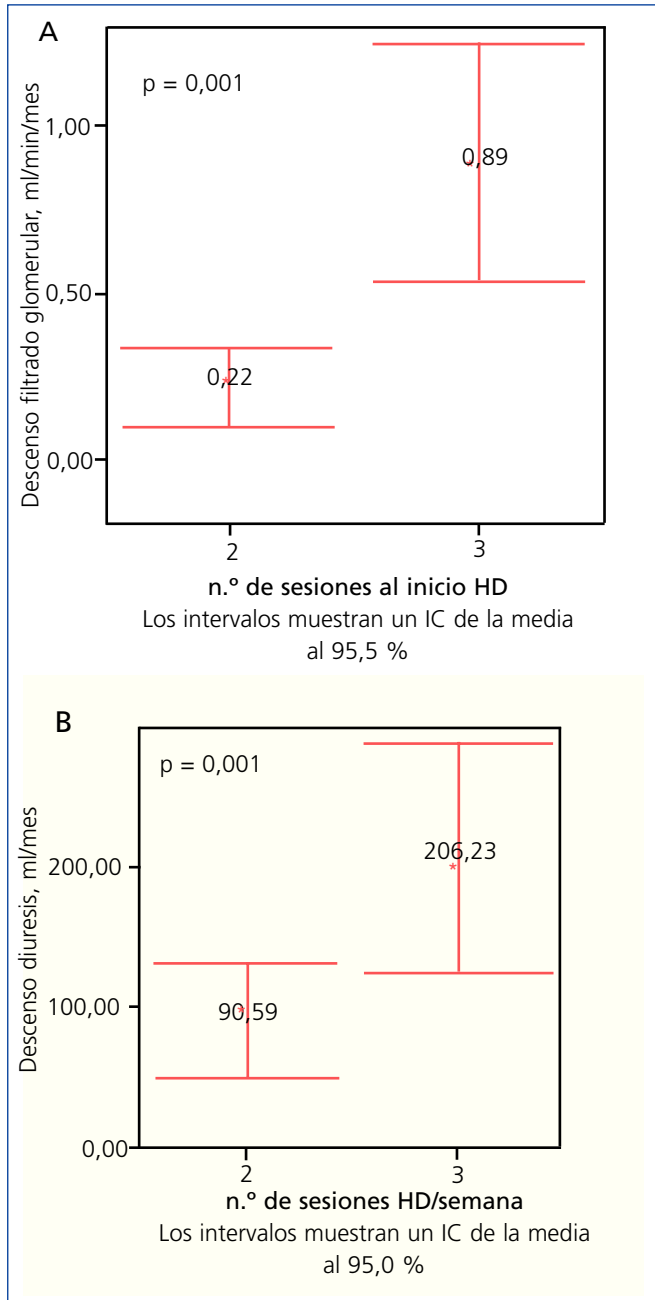 A
p = 0,001
Descenso filtrado glomerular, ml/min/mes
1,00
0,50
0,00
0,89
0,22
2
3
n.º de sesiones al inicio HD
Los intervalos muestran un IC de la media
al 95,5 %
B
p = 0,001
Descenso diuresis, ml/mes
200,00
100,00
0,00
206,23
90,59
2
3
n.º de sesiones HD/semana
Los intervalos muestran un IC de la media
al 95,0 %